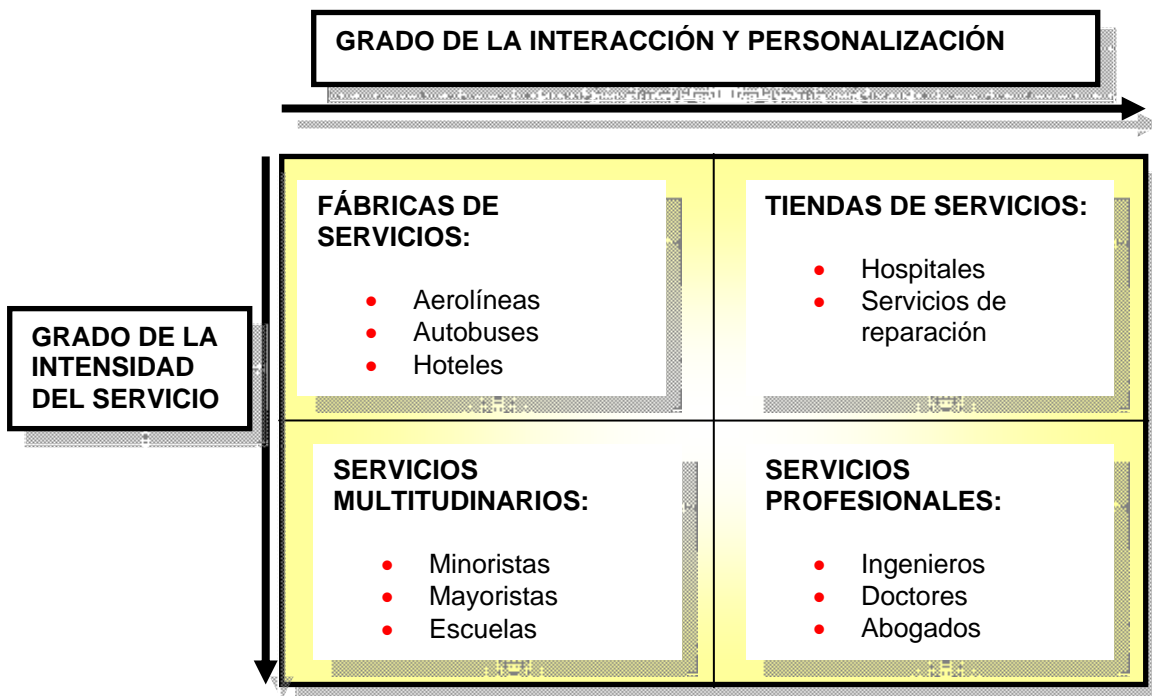 GRADO DE LA INTERACCIÓN Y PERSONALIZACIÓN
FÁBRICAS DE
SERVICIOS:
• Aerolíneas
• Autobuses
• Hoteles
TIENDAS DE SERVICIOS:
• Hospitales
• Servicios de
reparación
GRADO DE LA
INTENSIDAD
DEL SERVICIO
SERVICIOS
MULTITUDINARIOS:
• Minoristas
• Mayoristas
• Escuelas
SERVICIOS
PROFESIONALES:
• Ingenieros
• Doctores
• Abogados